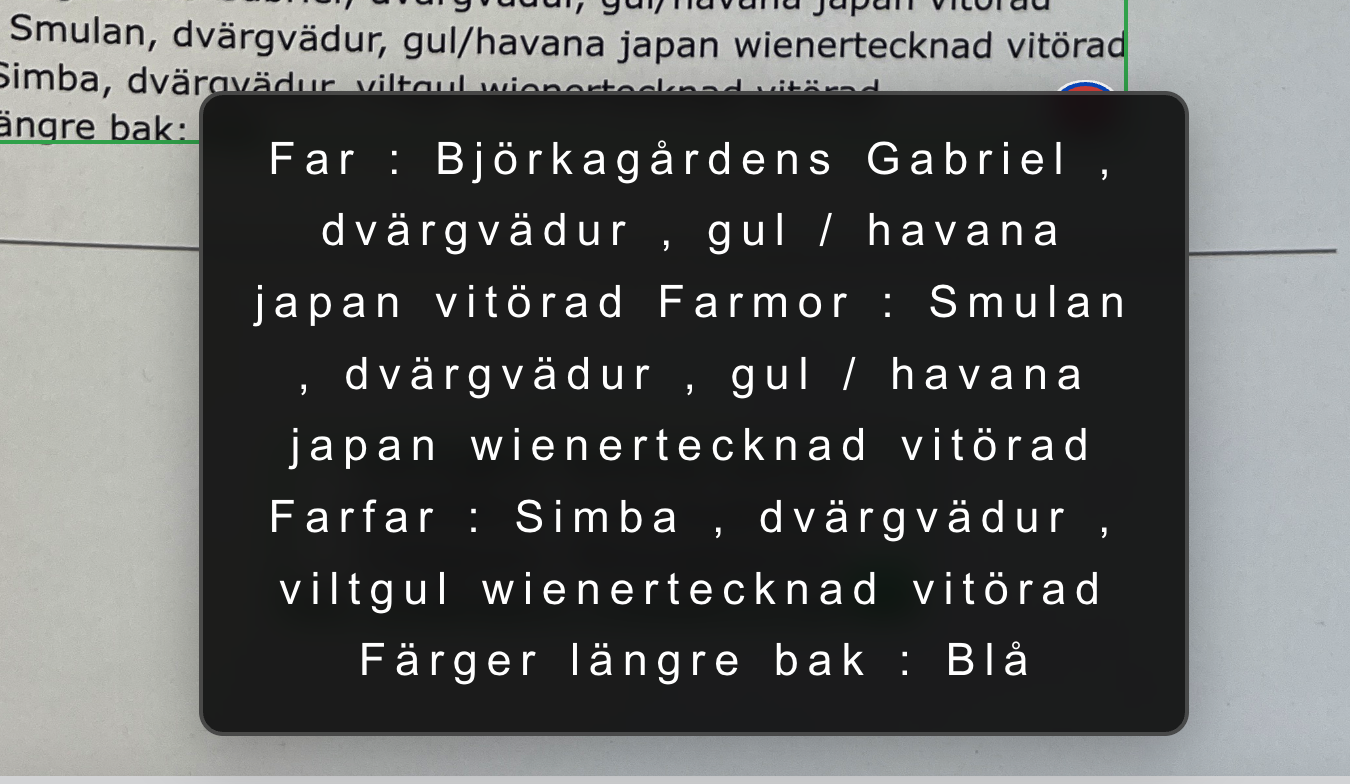 Gabriel, dvärgvädur, gul/havana japan vitörad
Smulan, dvärgvädur, gul/havana japan wienertecknad vitörad
Simba, dvärgvädur, viltgul wienertecknad vitörad
ängre bak:
Far : Björkagårdens Gabriel ,
dvärgvädur , gul / havana
japan vitörad Farmor : Smulan
, dvärgvädur , gul / havana
japan wienertecknad vitörad
Farfar : Simba , dvärgvädur ,
viltgul wienertecknad vitörad
Färger längre bak : Blå